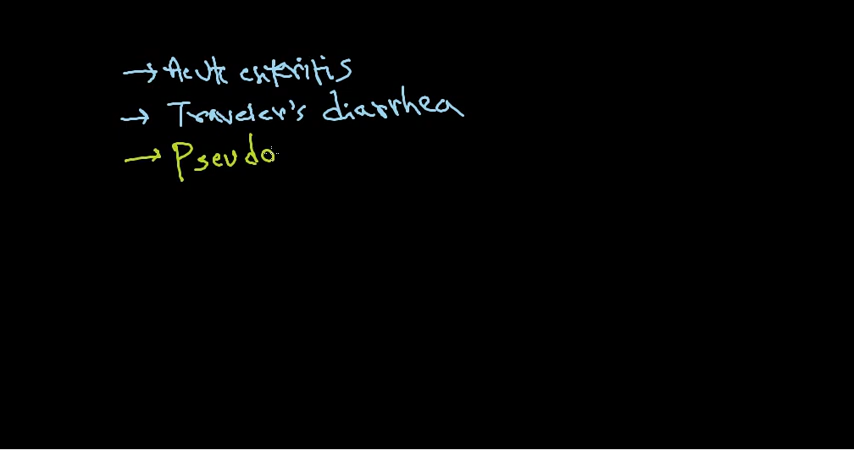 → Acute enteritis
→ Traveler's diarrhea
→ Pseudo